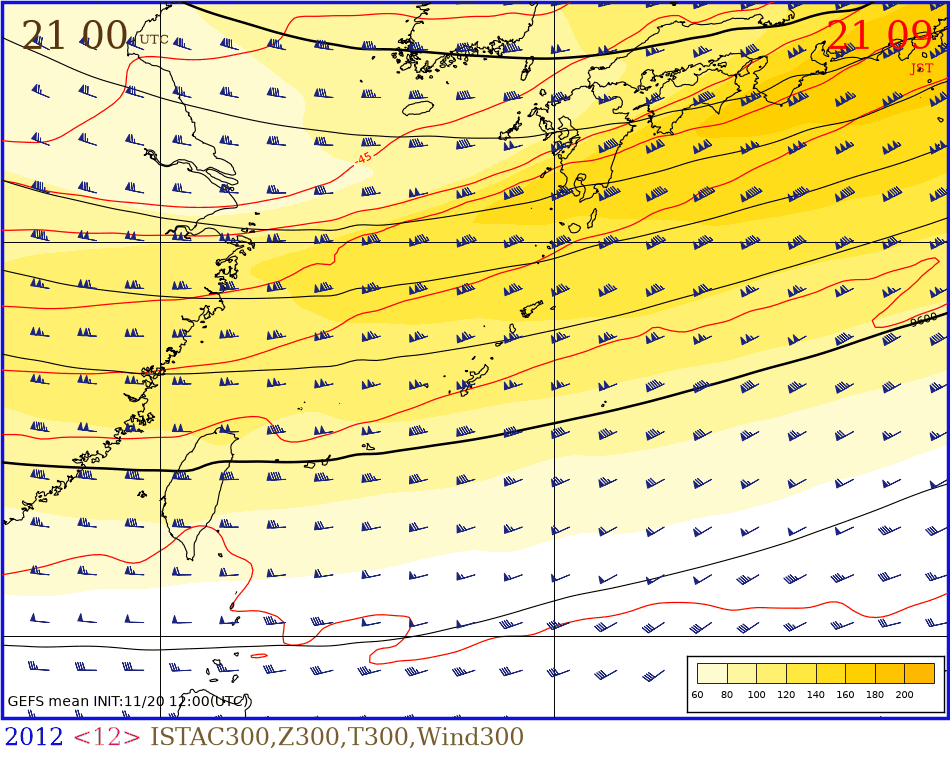 21 00 UTC
21 09
JST
-45
9600
60 80 100 120 140 160 180 200
GEFS mean INIT:11/20 12:00(UTC)
2012 <12> ISTAC300,Z300,T300,Wind300